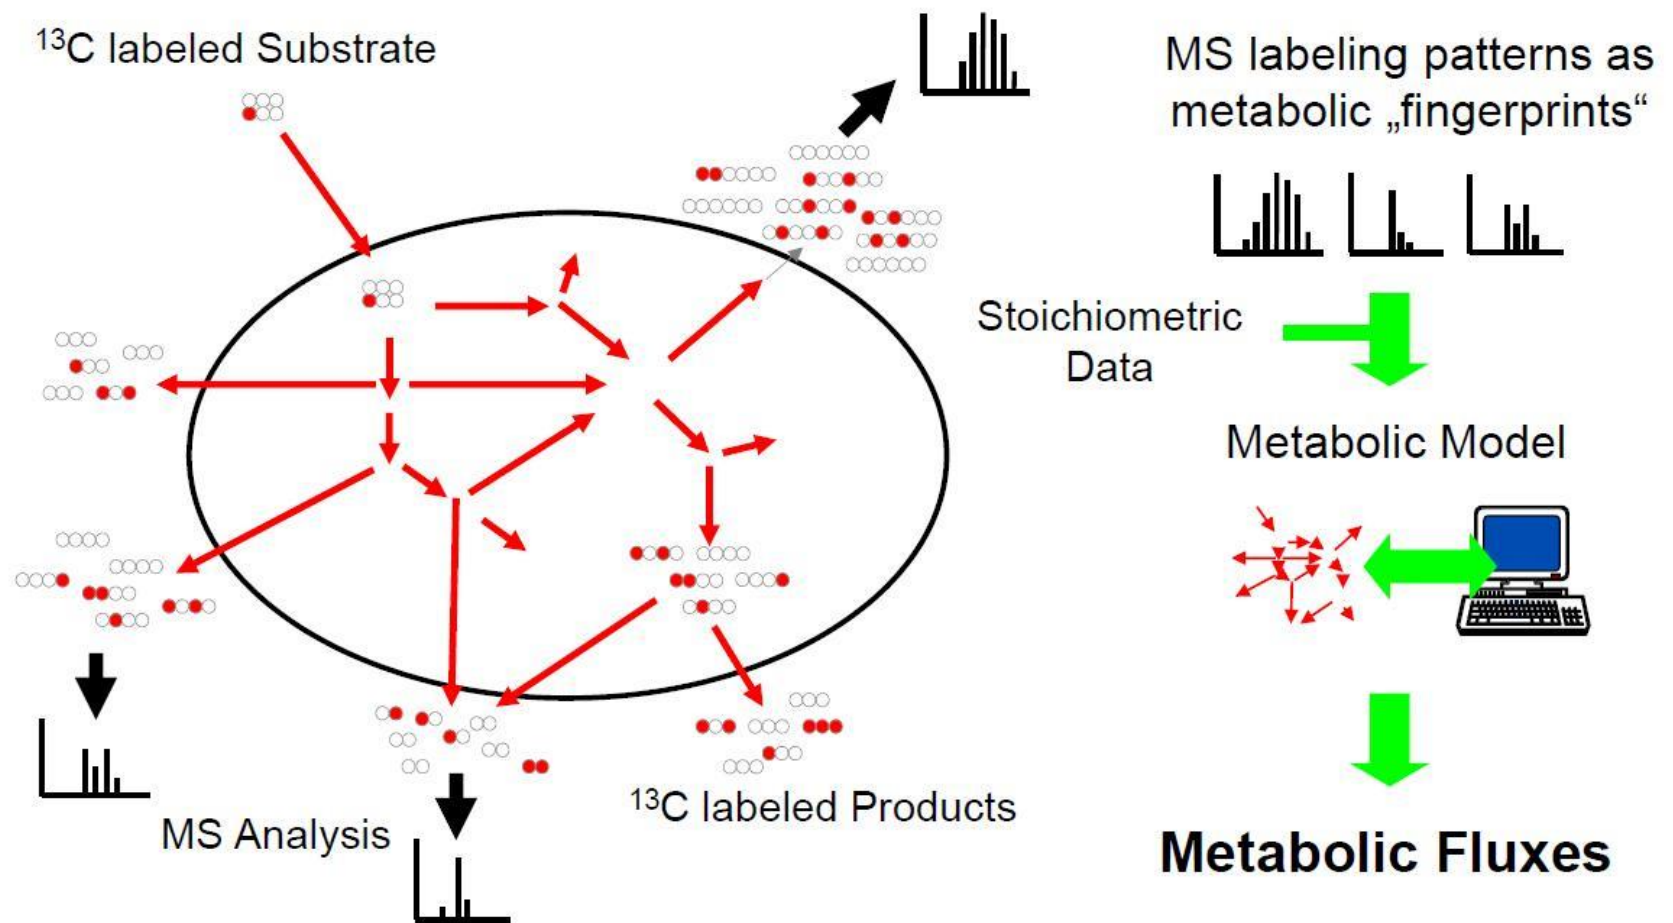 ¹³C labeled Substrate
MS labeling patterns as
metabolic „fingerprints“
Stoichiometric
Data
Metabolic Model
¹³C labeled Products
MS Analysis
Metabolic Fluxes